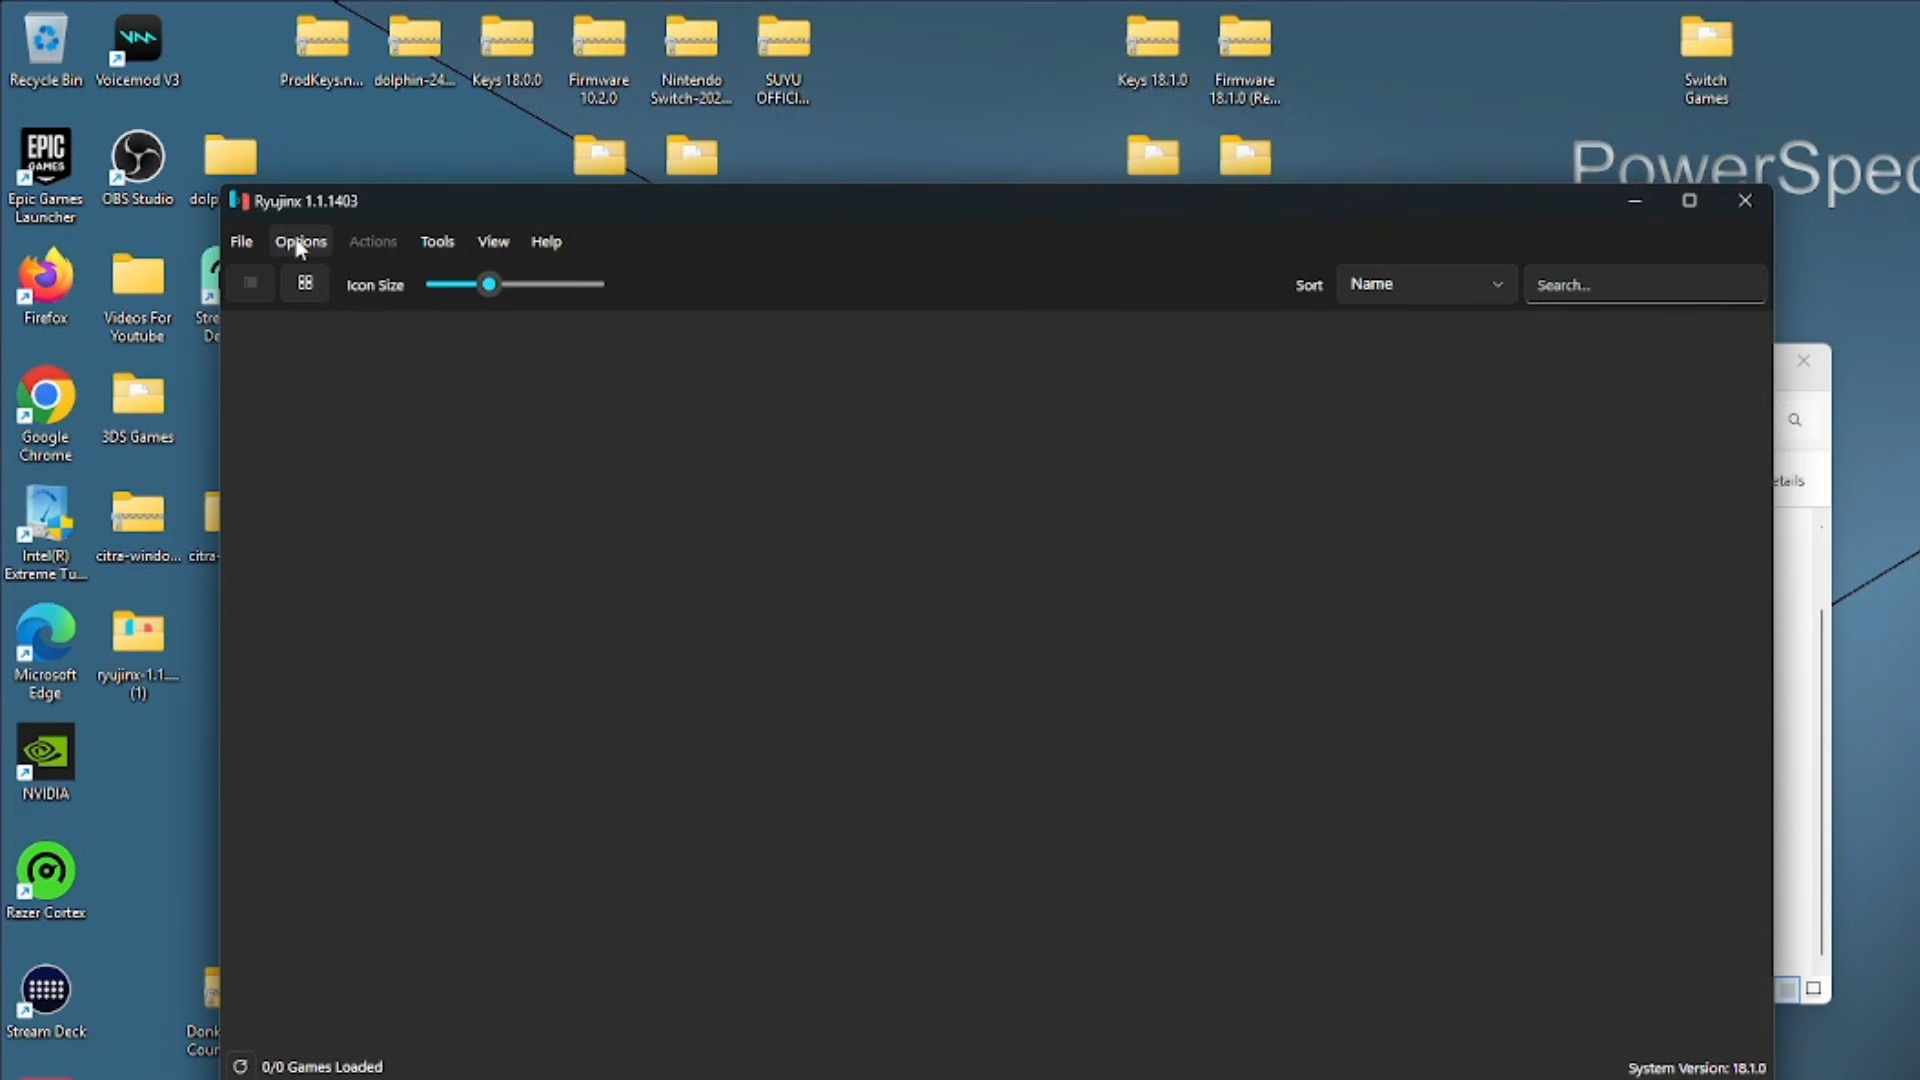 Recycle Bin
Voicemod V3
ProdKeys.n...
dolphin-24...
Keys 18.0.0
Firmware
10.2.0
Nintendo
Switch-202...
SUYU
OFFICI...
Keys 18.1.0
Firmware
18.1.0 (Re...
Switch
Games
PowerSpec
EPIC
GAMES
Epic Games
Launcher
OBS Studio
dolp
Firefox
Videos For
Youtube
Stre
De
Google
Chrome
3DS Games
Intel(R)
Extreme Tu...
citra-windo...
citra-
Microsoft
Edge
ryujinx-1.1....
(1)
NVIDIA
Razer Cortex
Stream Deck
Donk
Cour
Ryujinx 1.1.1403
File
Options
Actions
Tools
View
Help
Icon Size
Sort
Name
Search...
etails
0/0 Games Loaded
System Version: 18.1.0